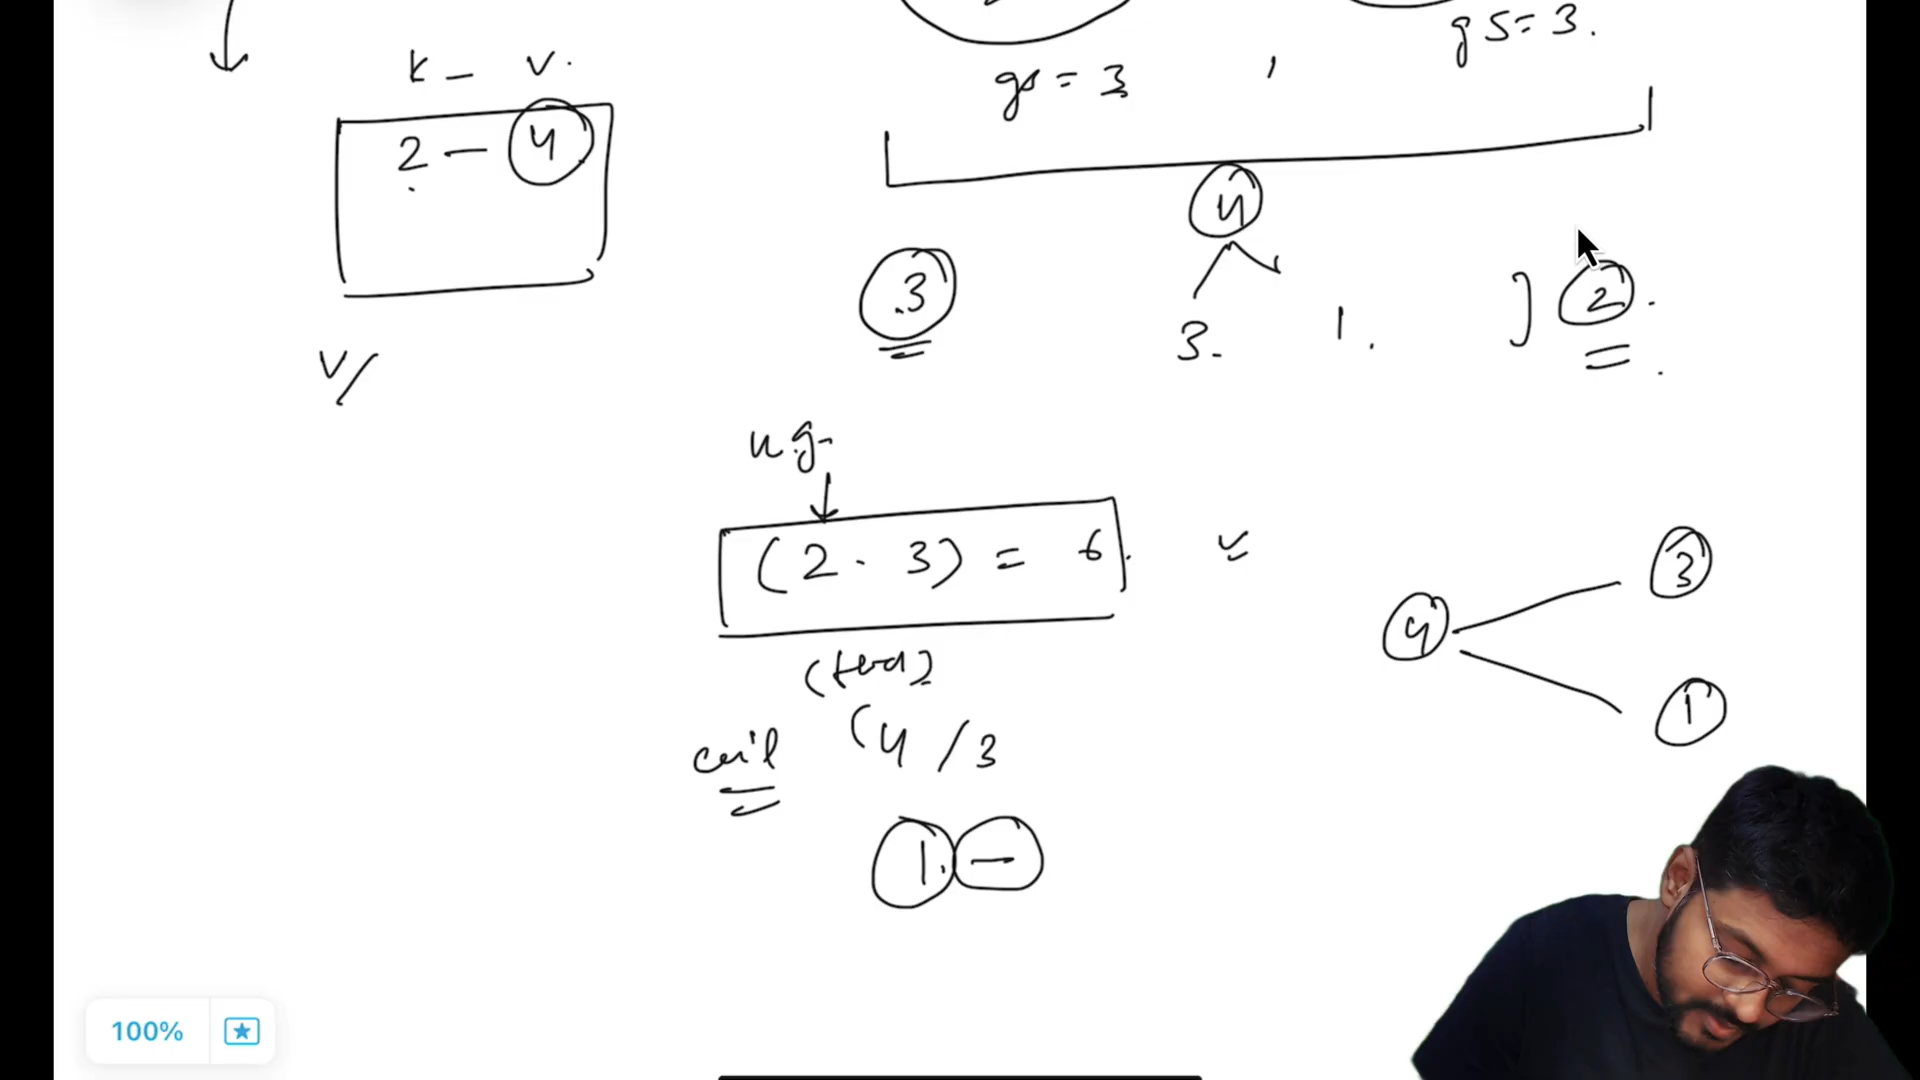 k - v.
2 - 4
v/
gs = 3
,
gs = 3.
4
3
3.
1.
] 2.
n.g.
(2 . 3) = 6.
ceil
(4 / 3
1. -
4
3
1
100%